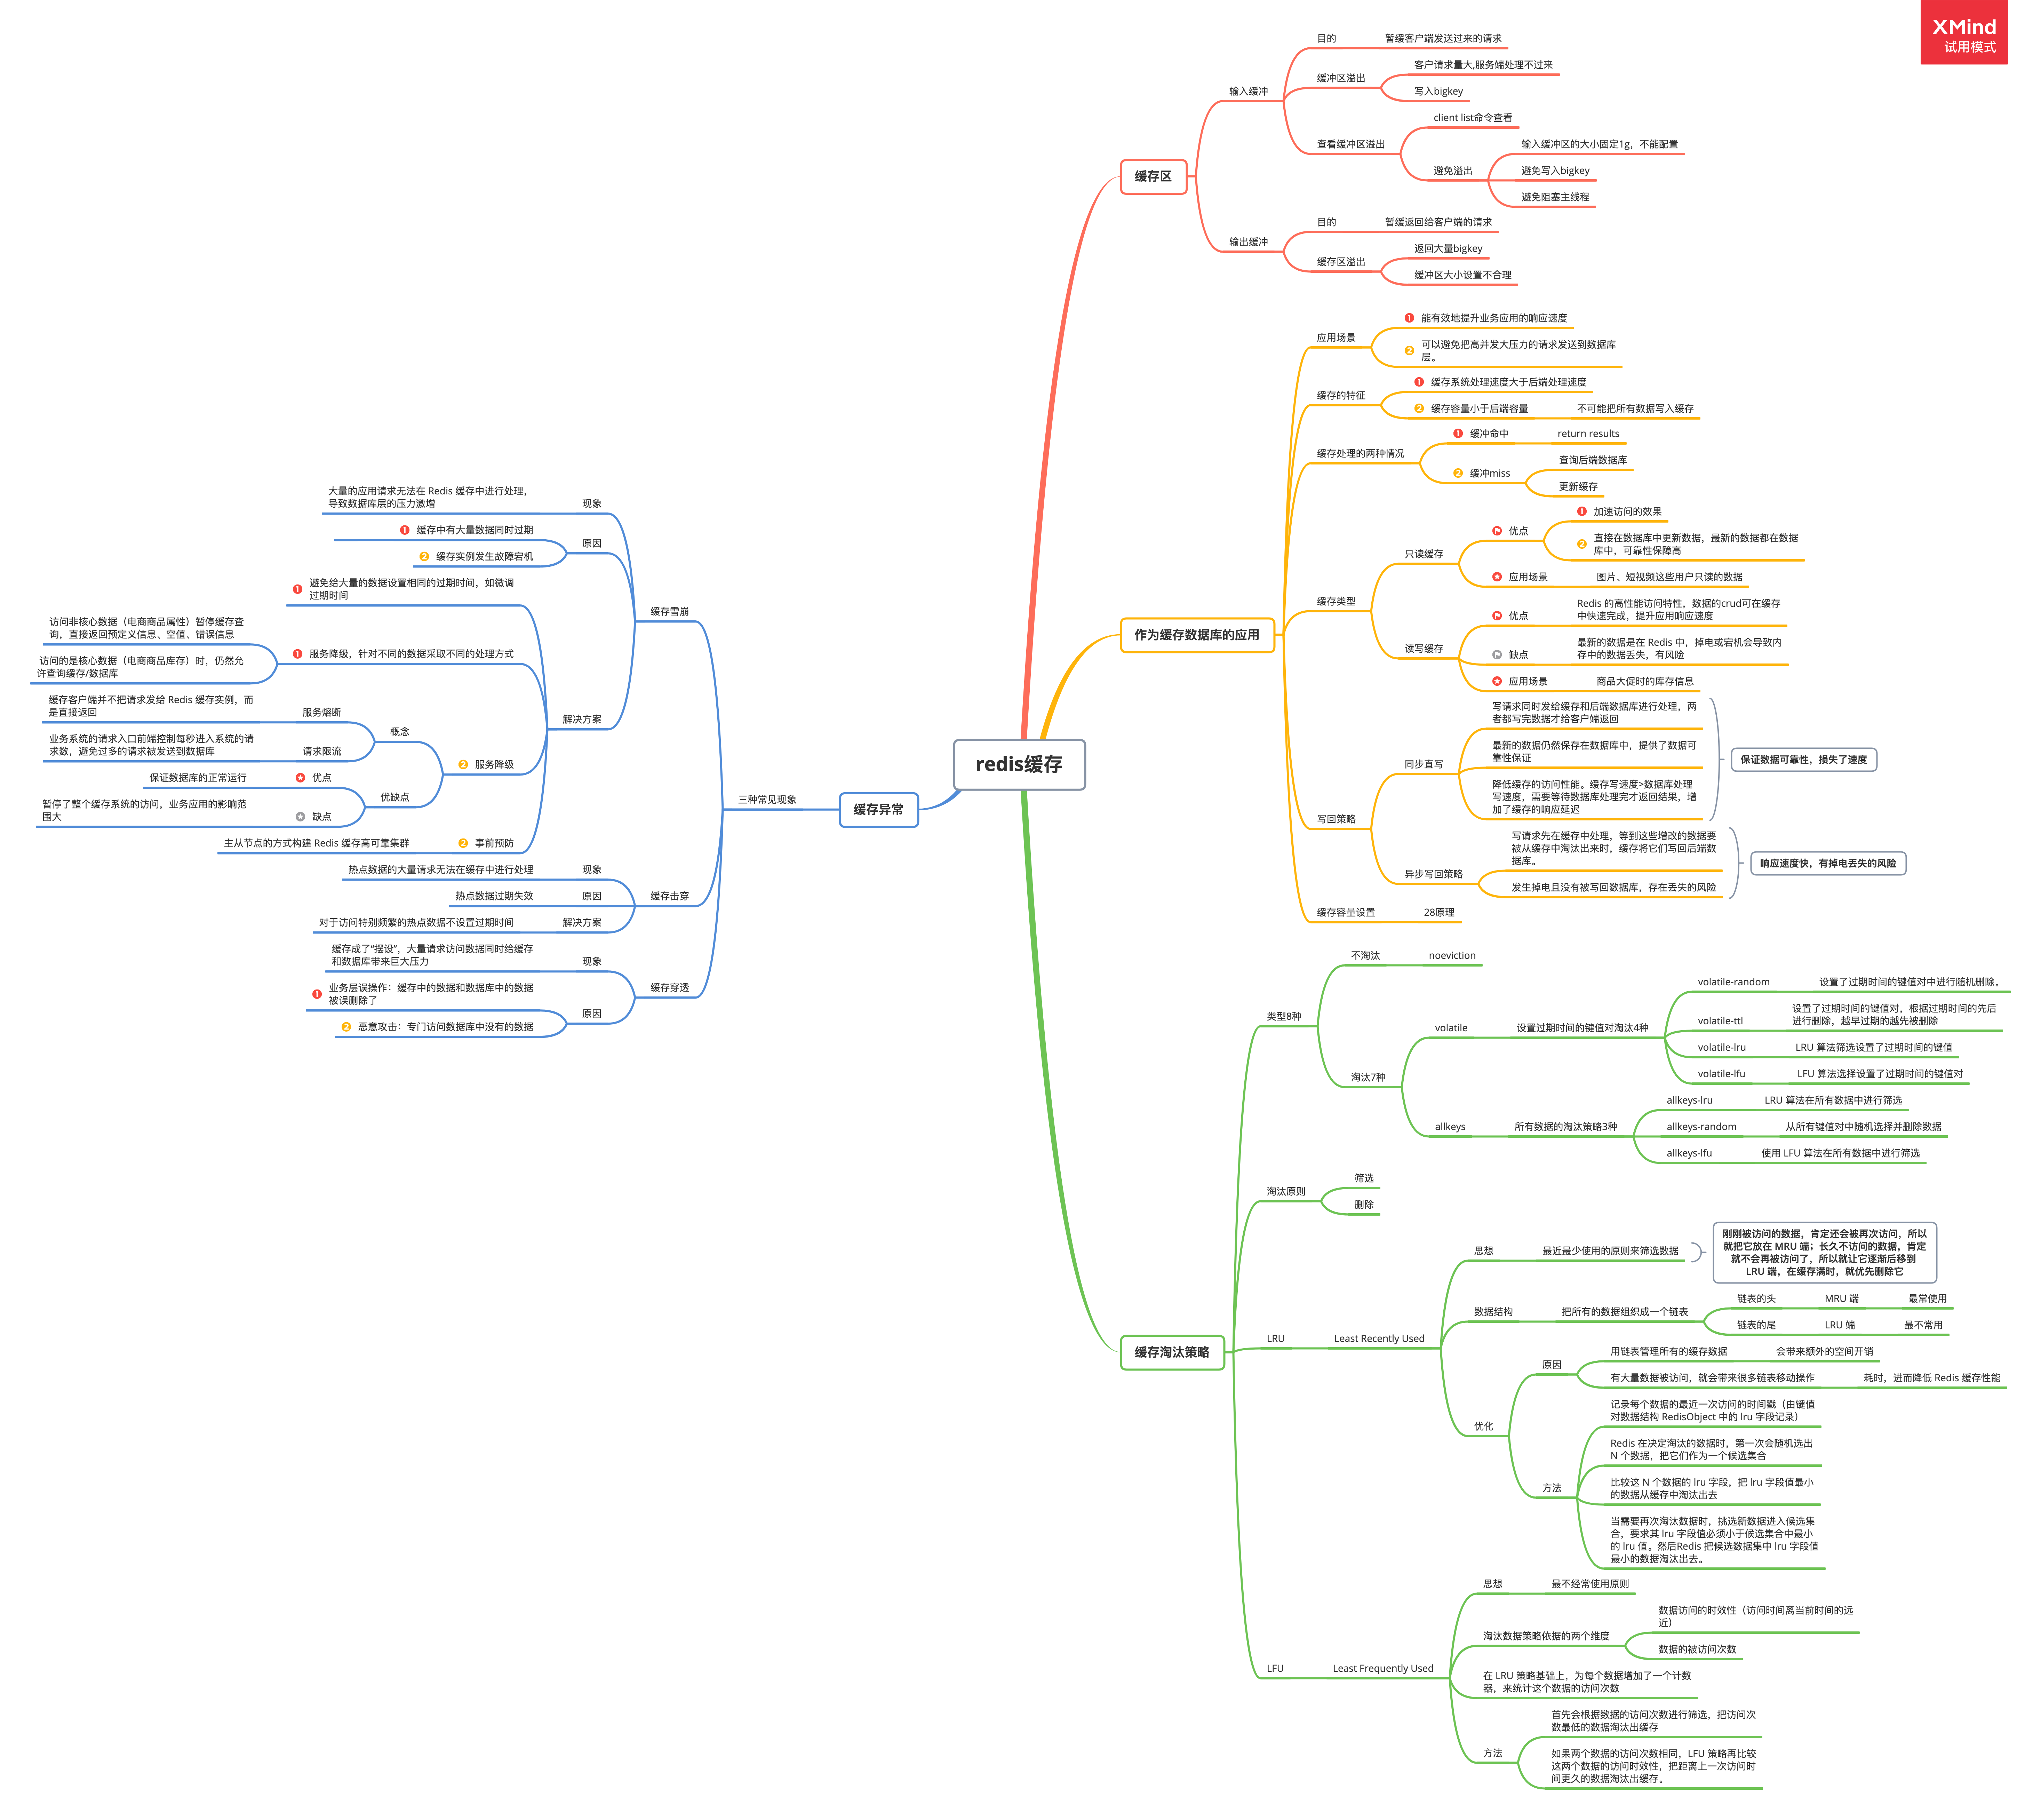 XMind
试用模式
redis缓存
缓存区
输入缓冲
目的
暂缓客户端发送过来的请求
缓冲区溢出
客户请求量大,服务端处理不过来
写入bigkey
查看缓冲区溢出
client list命令查看
避免溢出
输入缓冲区的大小固定1g，不能配置
避免写入bigkey
避免阻塞主线程
输出缓冲
目的
暂缓返回给客户端的请求
缓存区溢出
返回大量bigkey
缓冲区大小设置不合理
作为缓存数据库的应用
应用场景
1 能有效地提升业务应用的响应速度
2 可以避免把高并发大压力的请求发送到数据库
层。
缓存的特征
1 缓存系统处理速度大于后端处理速度
2 缓存容量小于后端容量
不可能把所有数据写入缓存
缓存处理的两种情况
1 缓冲命中
return results
2 缓冲miss
查询后端数据库
更新缓存
缓存类型
只读缓存
优点
1 加速访问的效果
2 直接在数据库中更新数据，最新的数据都在数据
库中，可靠性保障高
应用场景
图片、短视频这些用户只读的数据
读写缓存
优点
Redis 的高性能访问特性，数据的crud可在缓存
中快速完成，提升应用响应速度
缺点
最新的数据是在 Redis 中，掉电或宕机会导致内
存中的数据丢失，有风险
应用场景
商品大促时的库存信息
写回策略
同步直写
写请求同时发给缓存和后端数据库进行处理，两
者都写完数据才给客户端返回
最新的数据仍然保存在数据库中，提供了数据可
靠性保证
降低缓存的访问性能。缓存写速度>数据库处理
写速度，需要等待数据库处理完才返回结果，增
加了缓存的响应延迟
保证数据可靠性，损失了速度
异步写回策略
写请求先在缓存中处理，等到这些增改的数据要
被从缓存中淘汰出来时，缓存将它们写回后端数
据库。
发生掉电且没有被写回数据库，存在丢失的风险
响应速度快，有掉电丢失的风险
缓存容量设置
28原理
缓存淘汰策略
类型8种
不淘汰
noeviction
淘汰7种
volatile
设置过期时间的键值对淘汰4种
volatile-random
设置了过期时间的键值对中进行随机删除。
volatile-ttl
设置了过期时间的键值对，根据过期时间的先后
进行删除，越早过期的越先被删除
volatile-lru
LRU 算法筛选设置了过期时间的键值
volatile-lfu
LFU 算法选择设置了过期时间的键值对
allkeys
所有数据的淘汰策略3种
allkeys-lru
LRU 算法在所有数据中进行筛选
allkeys-random
从所有键值对中随机选择并删除数据
allkeys-lfu
使用 LFU 算法在所有数据中进行筛选
淘汰原则
筛选
删除
LRU
Least Recently Used
思想
最近最少使用的原则来筛选数据
刚刚被访问的数据，肯定还会被再次访问，所以
就把它放在 MRU 端；长久不访问的数据，肯定
就不会再被访问了，所以就让它逐渐后移到
LRU 端，在缓存满时，就优先删除它
数据结构
把所有的数据组织成一个链表
链表的头
MRU 端
最常使用
链表的尾
LRU 端
最不常用
优化
原因
用链表管理所有的缓存数据
会带来额外的空间开销
有大量数据被访问，就会带来很多链表移动操作
耗时，进而降低 Redis 缓存性能
方法
记录每个数据的最近一次访问的时间戳（由键值
对数据结构 RedisObject 中的 lru 字段记录）
Redis 在决定淘汰的数据时，第一次会随机选出
N 个数据，把它们作为一个候选集合
比较这 N 个数据的 lru 字段，把 lru 字段值最小
的数据从缓存中淘汰出去
当需要再次淘汰数据时，挑选新数据进入候选集
合，要求其 lru 字段值必须小于候选集合中最小
的 lru 值。然后Redis 把候选数据集中 lru 字段值
最小的数据淘汰出去。
LFU
Least Frequently Used
思想
最不经常使用原则
淘汰数据策略依据的两个维度
数据访问的时效性（访问时间离当前时间的远
近）
数据的被访问次数
在 LRU 策略基础上，为每个数据增加了一个计数
器，来统计这个数据的访问次数
方法
首先会根据数据的访问次数进行筛选，把访问次
数最低的数据淘汰出缓存
如果两个数据的访问次数相同，LFU 策略再比较
这两个数据的访问时效性，把距离上一次访问时
间更久的数据淘汰出缓存。
缓存异常
三种常见现象
缓存雪崩
现象
大量的应用请求无法在 Redis 缓存中进行处理，
导致数据库层的压力激增
原因
1 缓存中有大量数据同时过期
2 缓存实例发生故障宕机
解决方案
1 避免给大量的数据设置相同的过期时间，如微调
过期时间
1 服务降级，针对不同的数据采取不同的处理方式
访问非核心数据（电商商品属性）暂停缓存查
询，直接返回预定义信息、空值、错误信息
访问的是核心数据（电商商品库存）时，仍然允
许查询缓存/数据库
2 服务降级
概念
服务熔断
缓存客户端并不把请求发给 Redis 缓存实例，而
是直接返回
请求限流
业务系统的请求入口前端控制每秒进入系统的请
求数，避免过多的请求被发送到数据库
优缺点
优点
保证数据库的正常运行
缺点
暂停了整个缓存系统的访问，业务应用的影响范
围大
2 事前预防
主从节点的方式构建 Redis 缓存高可靠集群
缓存击穿
现象
热点数据的大量请求无法在缓存中进行处理
原因
热点数据过期失效
解决方案
对于访问特别频繁的热点数据不设置过期时间
缓存穿透
现象
缓存成了“摆设”，大量请求访问数据同时给缓存
和数据库带来巨大压力
原因
1 业务层误操作：缓存中的数据和数据库中的数据
被误删除了
2 恶意攻击：专门访问数据库中没有的数据